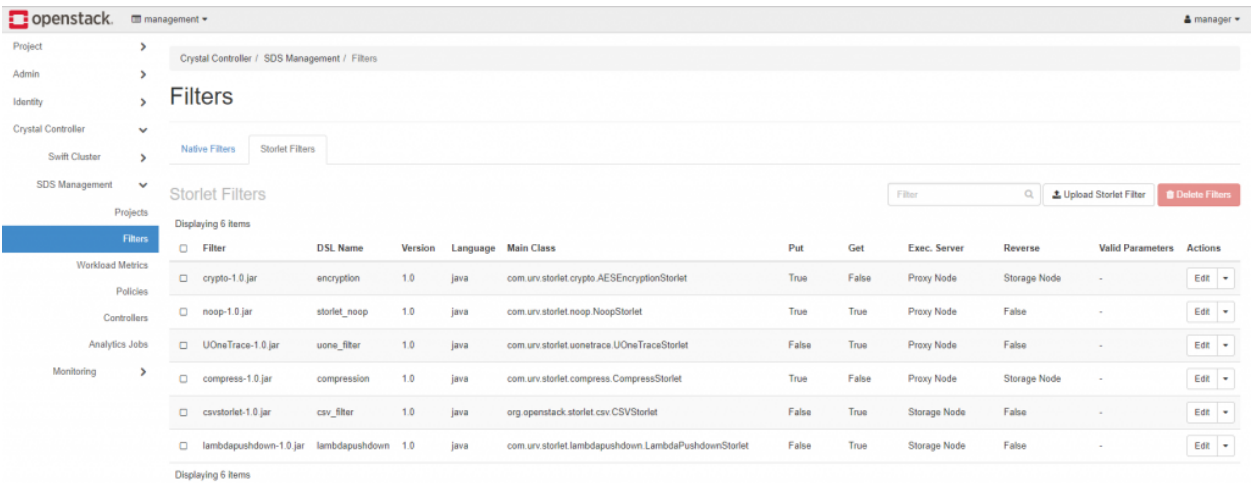 openstack. management manager
Project
Admin
Identity
Crystal Controller
Swift Cluster
SDS Management
Projects
Filters
Workload Metrics
Policies
Controllers
Analytics Jobs
Monitoring
Crystal Controller / SDS Management / Filters
Filters
Native Filters Storlet Filters
Storlet Filters
Filter Upload Storlet Filter Delete Filters
Displaying 6 items
Filter DSL Name Version Language Main Class Put Get Exec. Server Reverse Valid Parameters Actions
crypto-1.0.jar encryption 1.0 java com.urv.storlet.crypto.AESEncryptionStorlet True False Proxy Node Storage Node - Edit
noop-1.0.jar storlet_noop 1.0 java com.urv.storlet.noop.NoopStorlet True True Proxy Node False - Edit
UOneTrace-1.0.jar uone_filter 1.0 java com.urv.storlet.uonetrace.UOneTraceStorlet False True Proxy Node False - Edit
compress-1.0.jar compression 1.0 java com.urv.storlet.compress.CompressStorlet True False Proxy Node Storage Node - Edit
csvstorlet-1.0.jar csv_filter 1.0 java org.openstack.storlet.csv.CSVStorlet False True Storage Node False - Edit
lambdapushdown-1.0.jar lambdapushdown 1.0 java com.urv.storlet.lambdapushdown.LambdaPushdownStorlet False True Storage Node False - Edit
Displaying 6 items